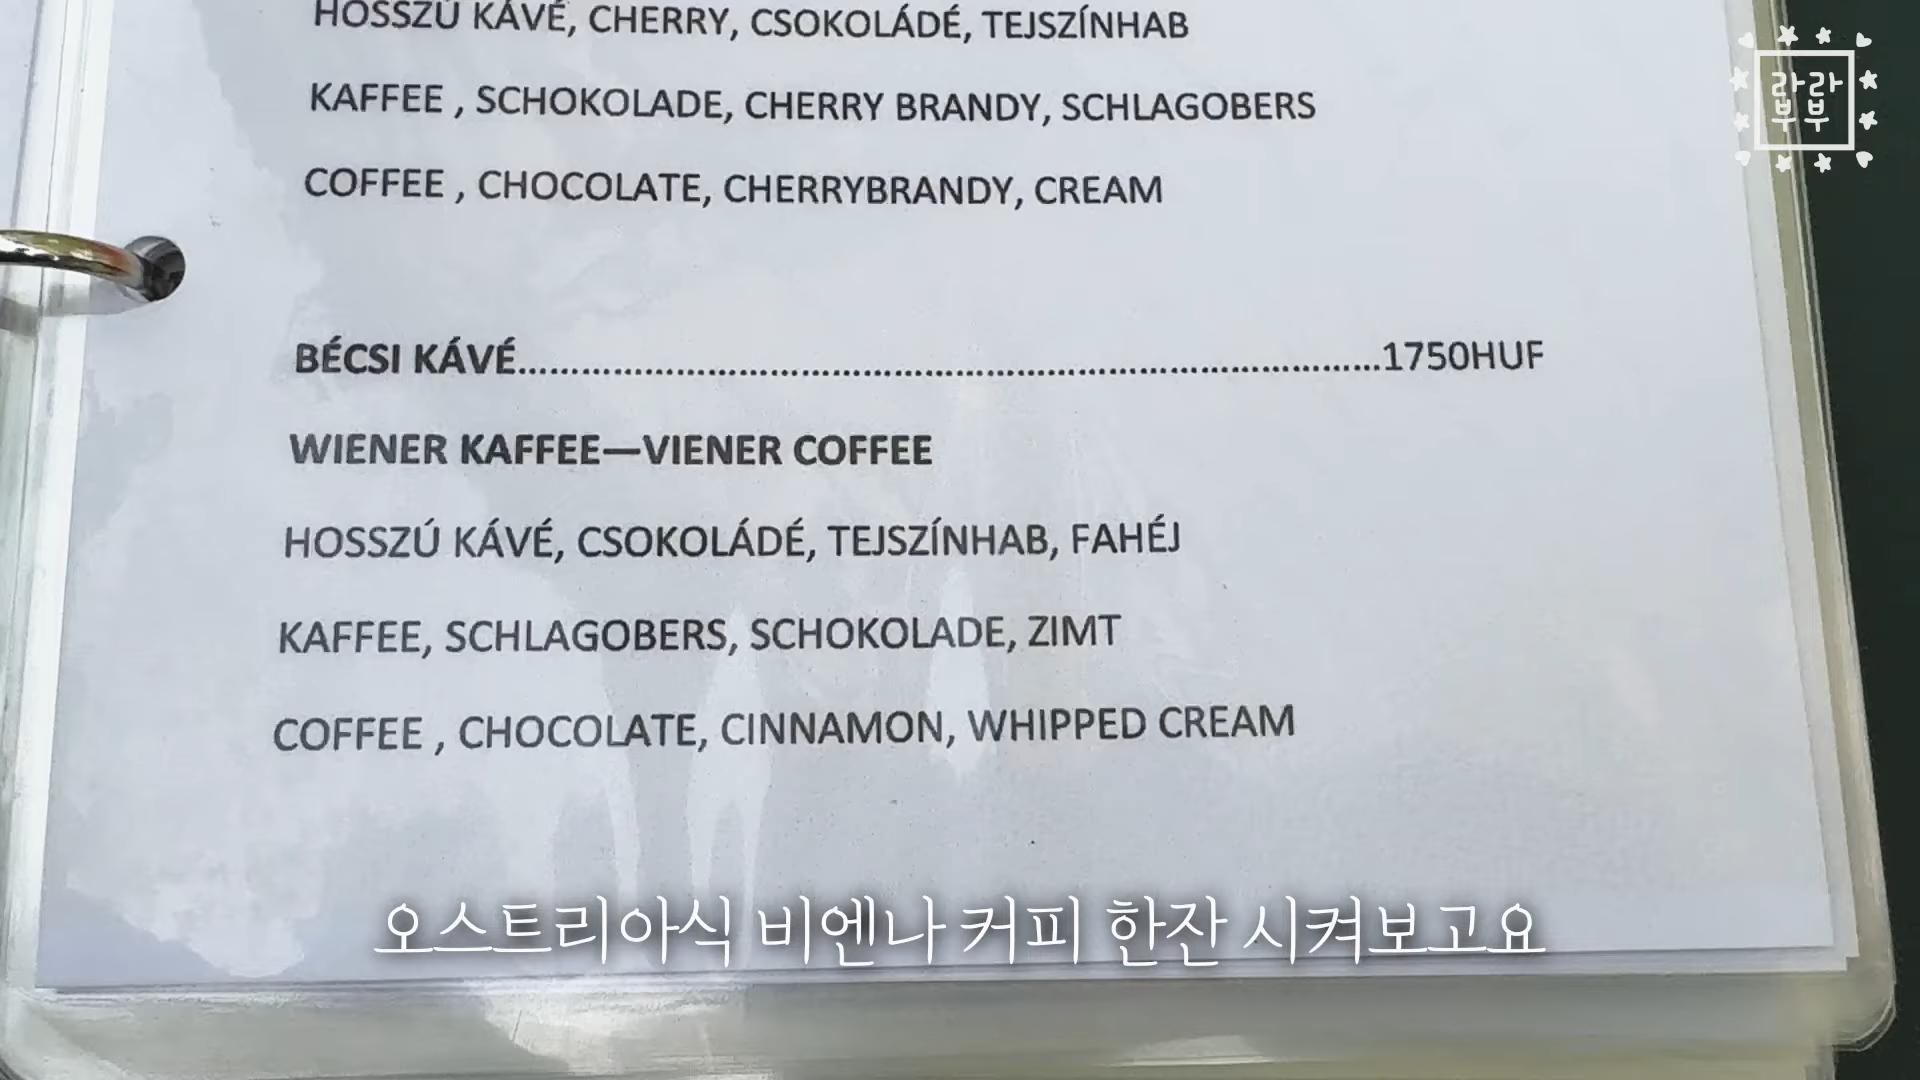 HOSSZÚ KÁVÉ, CHERRY, CSOKOLÁDÉ, TEJSZÍNHAB
KAFFEE , SCHOKOLADE, CHERRY BRANDY, SCHLAGOBERS
COFFEE , CHOCOLATE, CHERRYBRANDY, CREAM
BÉCSI KÁVÉ................................................................................1750HUF
WIENER KAFFEE—VIENER COFFEE
HOSSZÚ KÁVÉ, CSOKOLÁDÉ, TEJSZÍNHAB, FAHÉJ
KAFFEE, SCHLAGOBERS, SCHOKOLADE, ZIMT
COFFEE , CHOCOLATE, CINNAMON, WHIPPED CREAM
오스트리아식 비엔나 커피 한잔 시켜보고요
랄라
부부